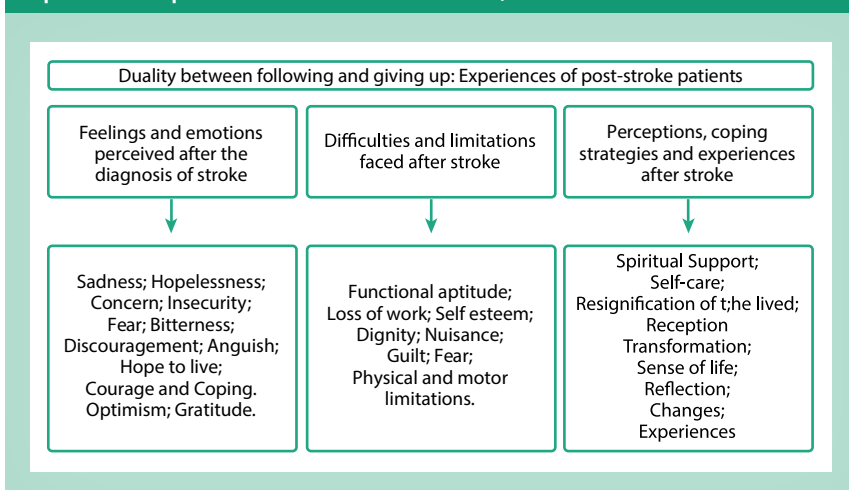 Duality between following and giving up: Experiences of post-stroke patients
Feelings and emotions
perceived after the
diagnosis of stroke
Difficulties and limitations
faced after stroke
Perceptions, coping
strategies and experiences
after stroke
Sadness; Hopelessness;
Concern; Insecurity;
Fear; Bitterness;
Discouragement; Anguish;
Hope to live;
Courage and Coping.
Optimism; Gratitude.
Functional aptitude;
Loss of work; Self esteem;
Dignity; Nuisance;
Guilt; Fear;
Physical and motor
limitations.
Spiritual Support;
Self-care;
Resignification of t;he lived;
Reception
Transformation;
Sense of life;
Reflection;
Changes;
Experiences